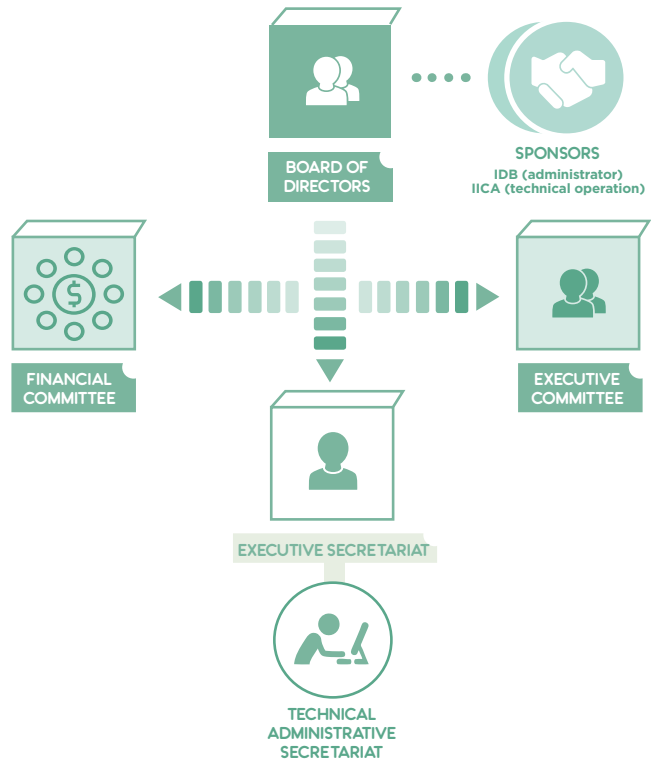 BOARD OF
DIRECTORS
SPONSORS
IDB (administrator)
IICA (technical operation)
$
FINANCIAL
COMMITTEE
EXECUTIVE
COMMITTEE
EXECUTIVE SECRETARIAT
TECHNICAL
ADMINISTRATIVE
SECRETARIAT